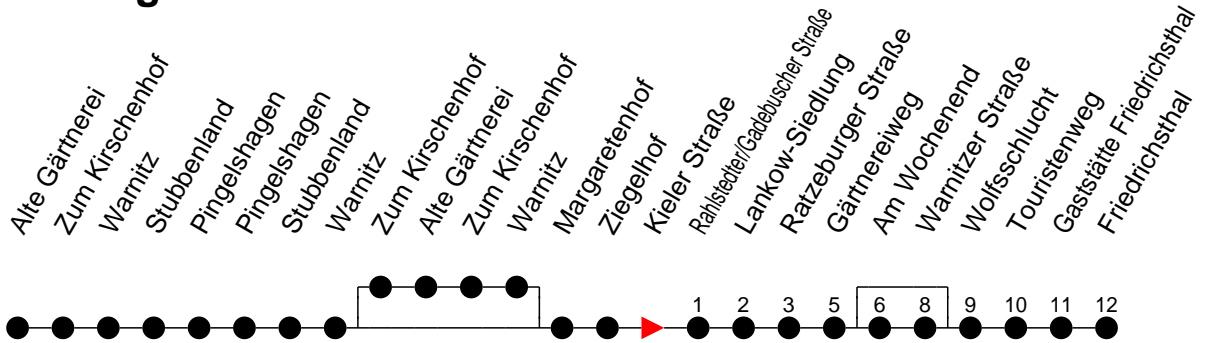 Alte Gärtnerei
Zum Kirschenhof
Warnitz
Stubbenland
Pingelshagen
Pingelshagen
Stubbenland
Warnitz
Zum Kirschenhof
Alte Gärtnerei
Zum Kirschenhof
Warnitz
Margaretenhof
Ziegelhof
Kieler Straße
Rahlstedter/Gadebuscher Straße
Lankow-Siedlung
Ratzeburger Straße
Gärtnereiweg
Am Wochenend
Warnitzer Straße
Wolfsschlucht
Touristenweg
Gaststätte Friedrichsthal
Friedrichsthal
1 2 3 5 6 8 9 10 11 12